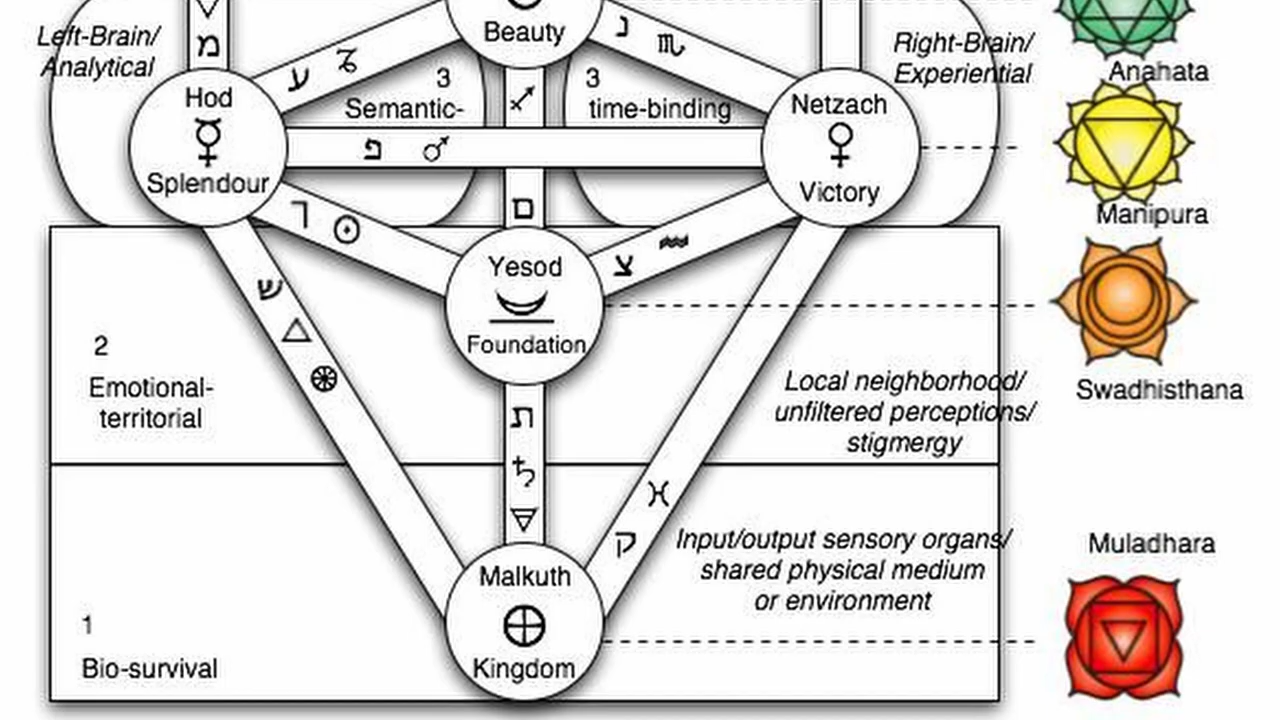 Left-Brain/
Analytical
מ
Beauty
נ
♏
Right-Brain/
Experiential
Anahata
ע
♑
3
Semantic-
♐
3
time-binding
Hod
☿
Splendour
פ
♂
Netzach
♀
Victory
Manipura
ם
ך
☉
Yesod
Foundation
צ
♒
Swadhisthana
ש
2
Emotional-
territorial
Local neighborhood/
unfiltered perceptions/
stigmergy
ת
♄
♓
ק
Input/output sensory organs/
shared physical medium
or environment
Muladhara
1
Bio-survival
Malkuth
Kingdom